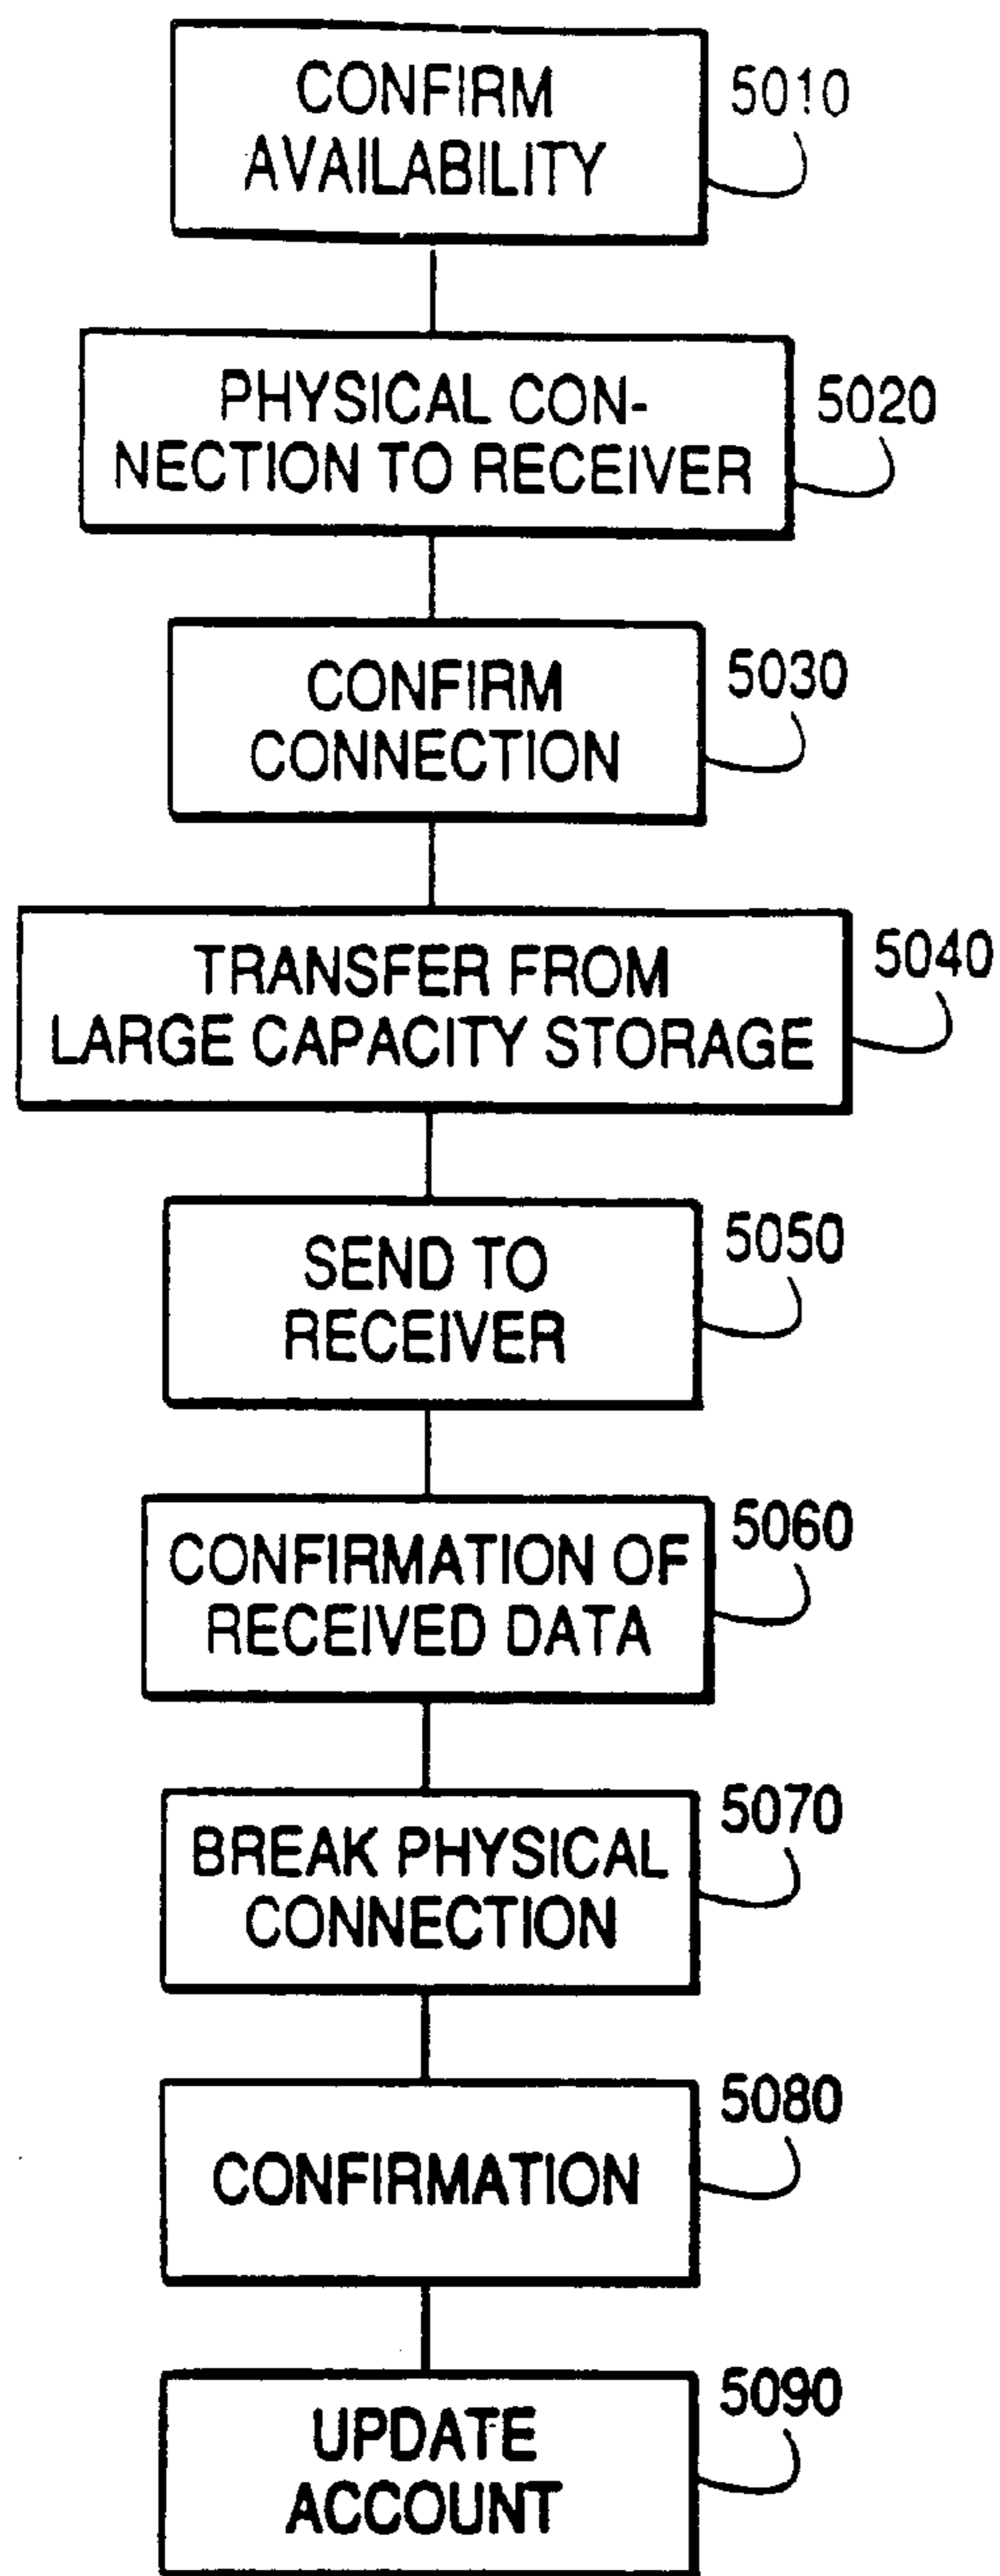 CONFIRM
AVAILABILITY
5010
PHYSICAL CON-
NECTION TO RECEIVER
5020
CONFIRM
CONNECTION
5030
TRANSFER FROM
LARGE CAPACITY STORAGE
5040
SEND TO
RECEIVER
5050
CONFIRMATION OF
RECEIVED DATA
5060
BREAK PHYSICAL
CONNECTION
5070
CONFIRMATION
5080
UPDATE
ACCOUNT
5090